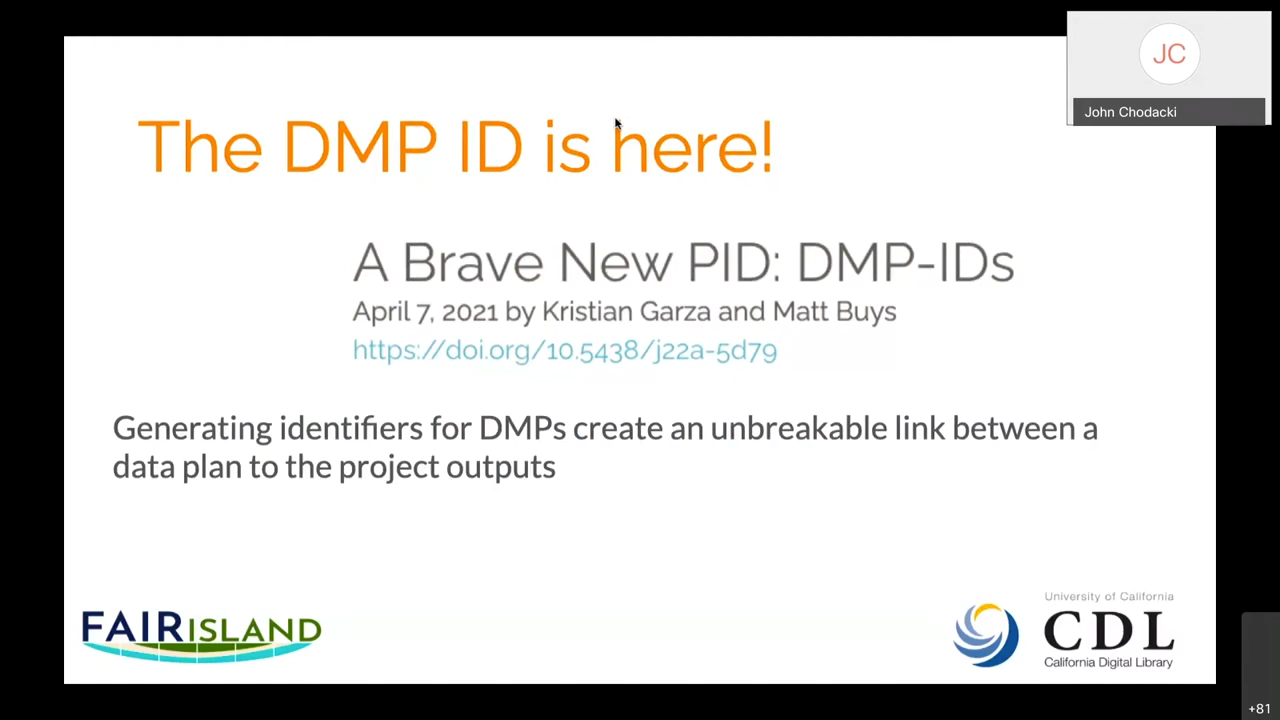 JC
John Chodacki
The DMP ID is here!
A Brave New PID: DMP-IDs
April 7, 2021 by Kristian Garza and Matt Buys
https://doi.org/10.5438/j22a-5d79
Generating identifiers for DMPs create an unbreakable link between a
data plan to the project outputs
FAIRISLAND
University of California
CDL
California Digital Library
+81